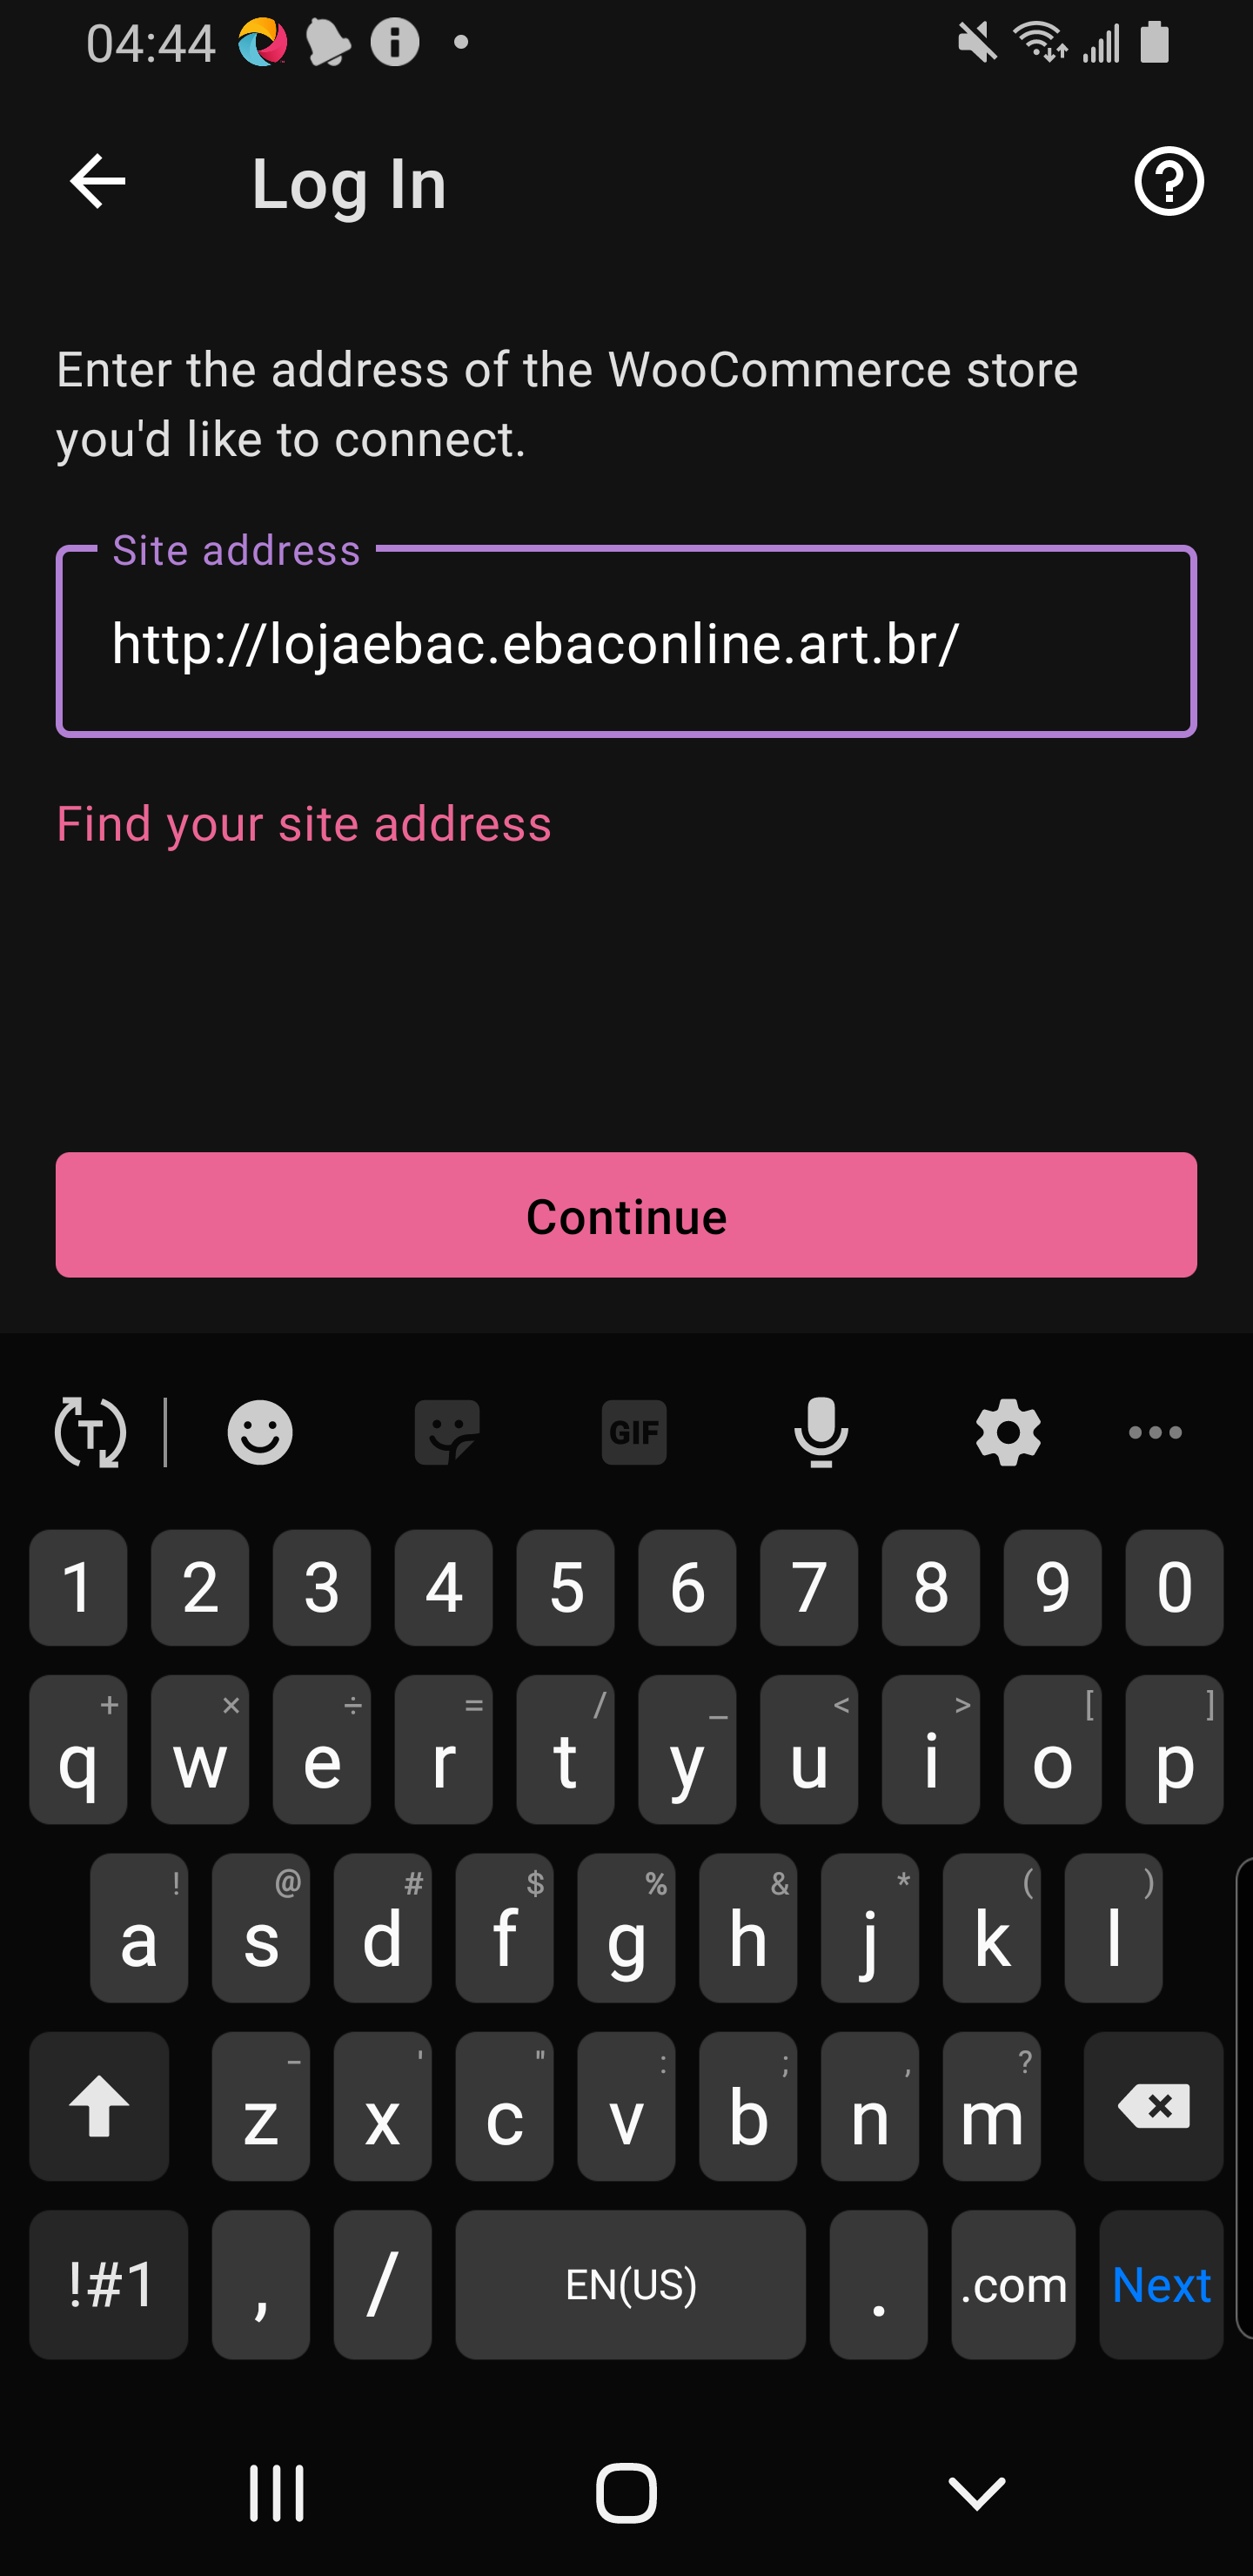 04:44
Log In
Enter the address of the WooCommerce store
you'd like to connect.
Site address
http://lojaebac.ebaconline.art.br/
Find your site address
Continue
T GIF
1 2 3 4 5 6 7 8 9 0
+ × ÷ = / _ < > [ ]
q w e r t y u i o p
! @ # $ % & * ( )
a s d f g h j k l
- ' " : ; , ?
z x c v b n m
!#1 , / EN(US) . .com Next